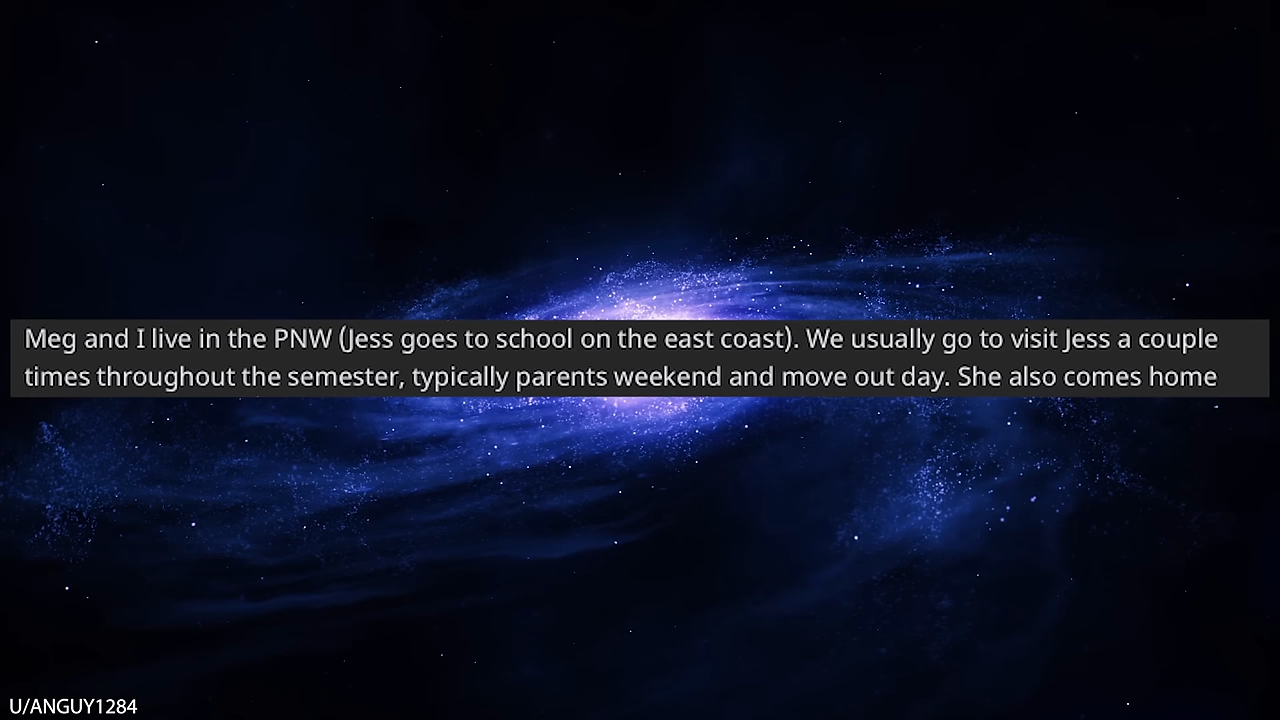 Meg and I live in the PNW (Jess goes to school on the east coast). We usually go to visit Jess a couple
times throughout the semester, typically parents weekend and move out day. She also comes home
U/ANGUY1284